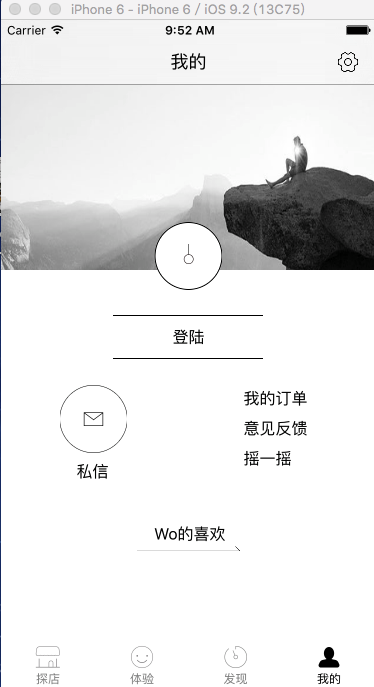 iPhone 6 - iPhone 6 / iOS 9.2 (13C75)
Carrier 9:52 AM
我的
登陆
私信
我的订单
意见反馈
摇一摇
Wo的喜欢
探店 体验 发现 我的